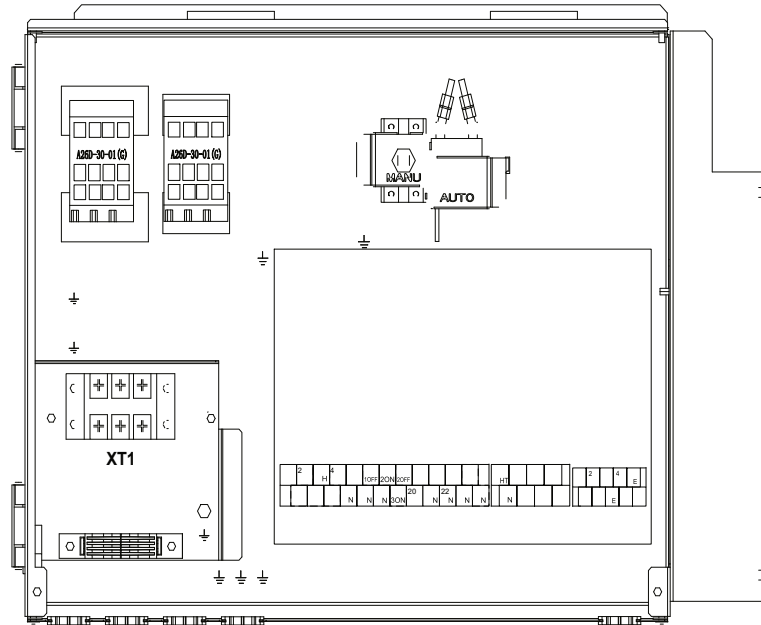 A26D-30-01(G) A26D-30-01(G)
MANU
AUTO
XT1
2 4
H 1OFF 2ON 2OFF
N N N 3ON 20 N 22 N N N
HT
N
2 4 E
E